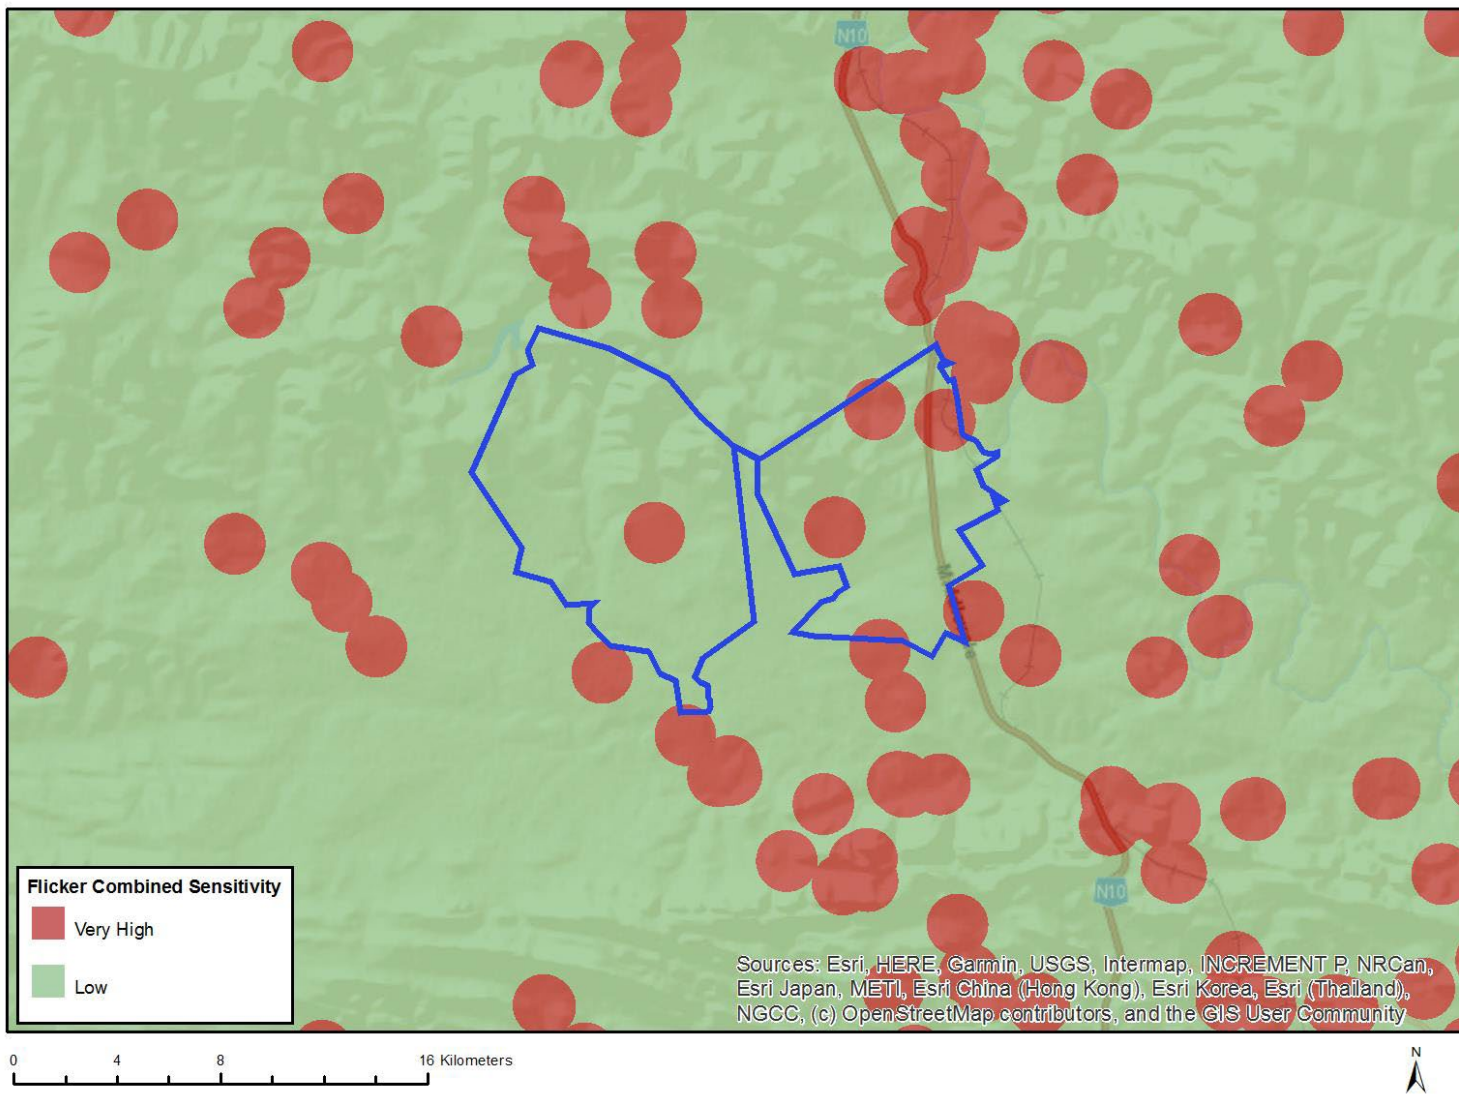 N10
N10
Flicker Combined Sensitivity
Very High
Low
Sources: Esri, HERE, Garmin, USGS, Intermap, INCREMENT P, NRCan,
Esri Japan, METI, Esri China (Hong Kong), Esri Korea, Esri (Thailand),
NGCC, (c) OpenStreetMap contributors, and the GIS User Community
0 4 8 16 Kilometers
N